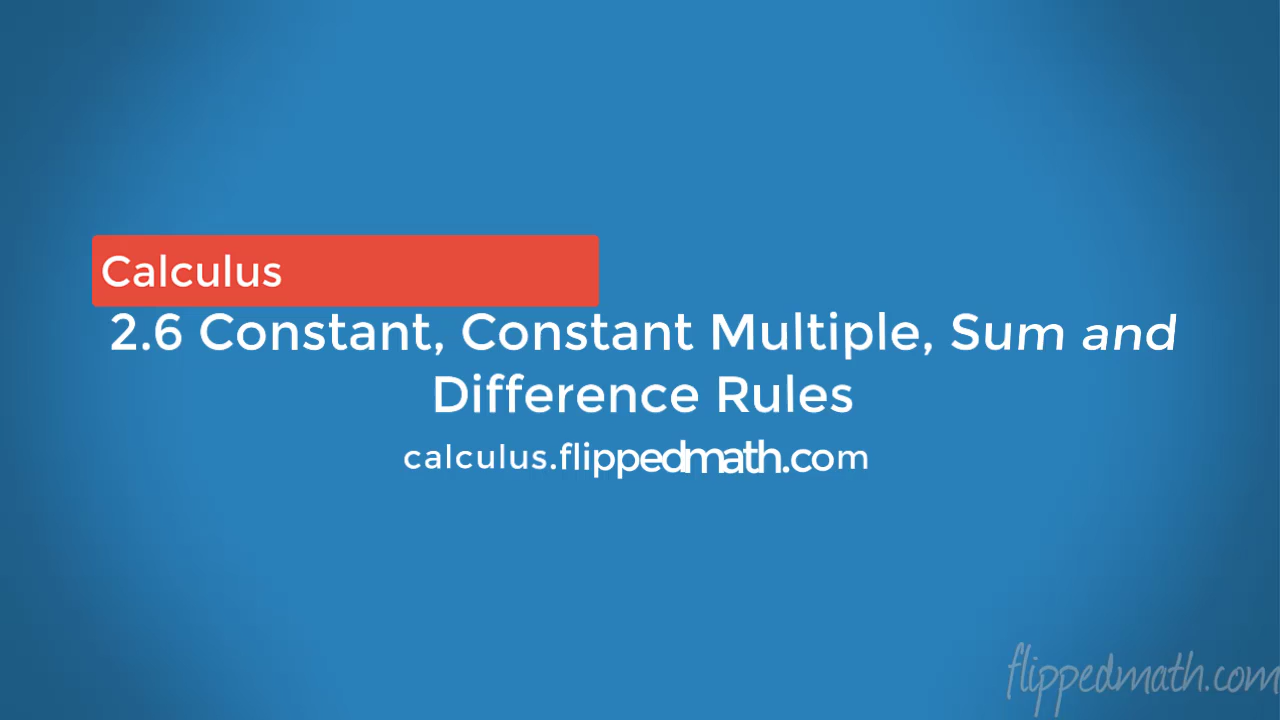 Calculus
2.6 Constant, Constant Multiple, Sum and
Difference Rules
calculus.flippedmath.com
flippedmath.com